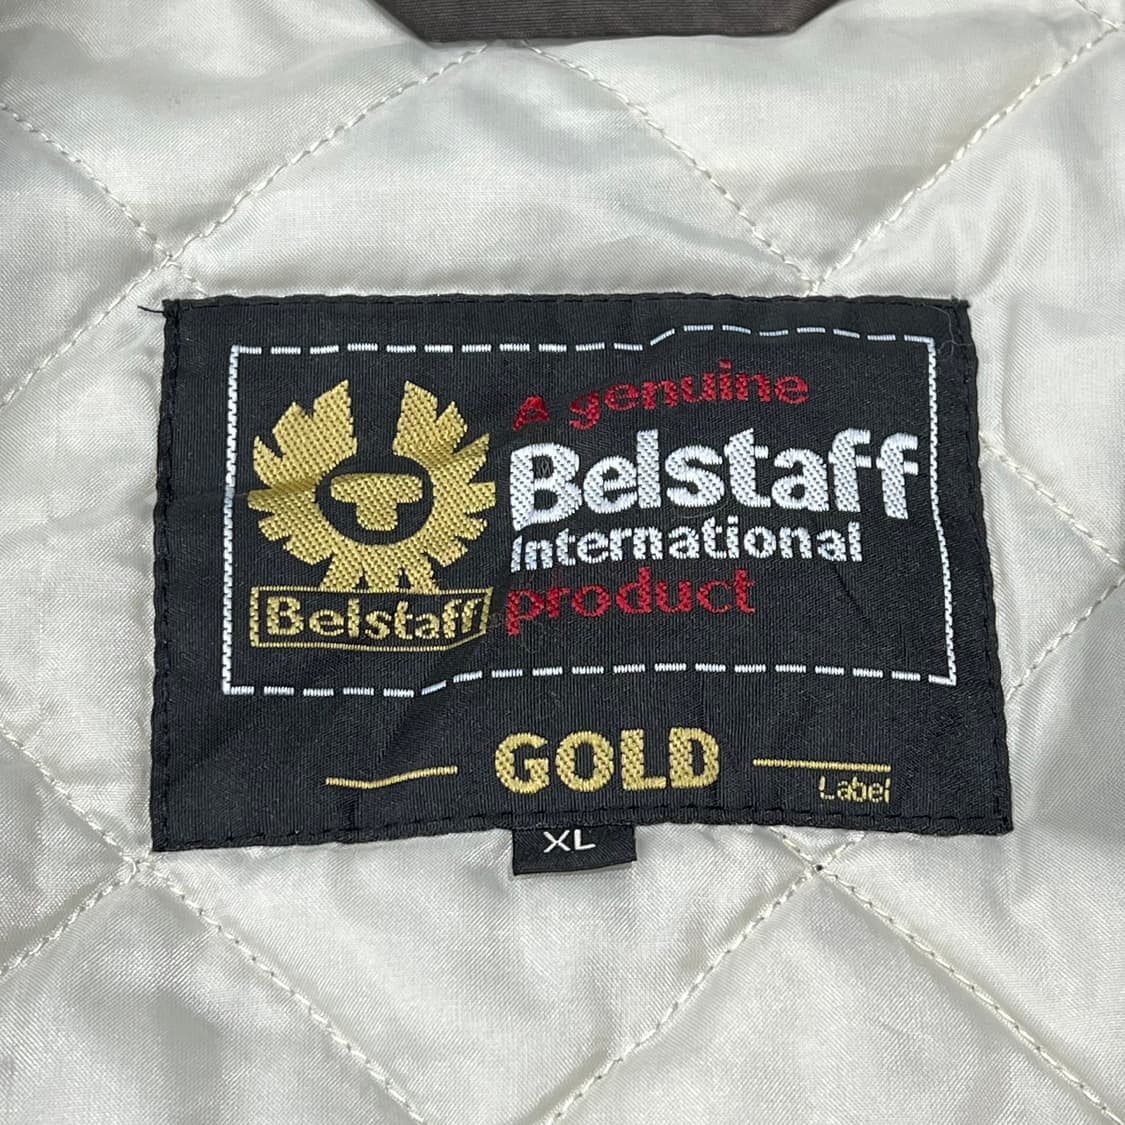 A genuine
Belstaff
International
product
Belstaff
GOLD
Label
XL